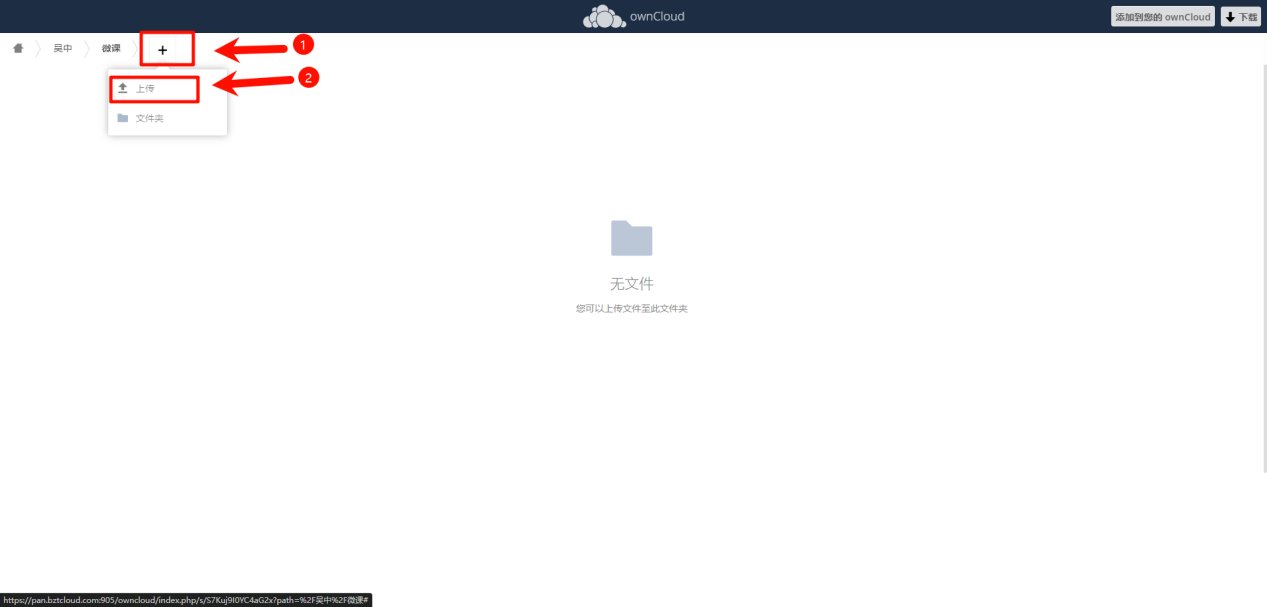 ownCloud
添加到您的 ownCloud
下载
吴中
微课
+
1
上传
2
文件夹
无文件
您可以上传文件至此文件夹
https://pan.bztcloud.com:905/owncloud/index.php/s/S7Kuj9I0YC4aG2x?path=%2F吴中%2F微课#